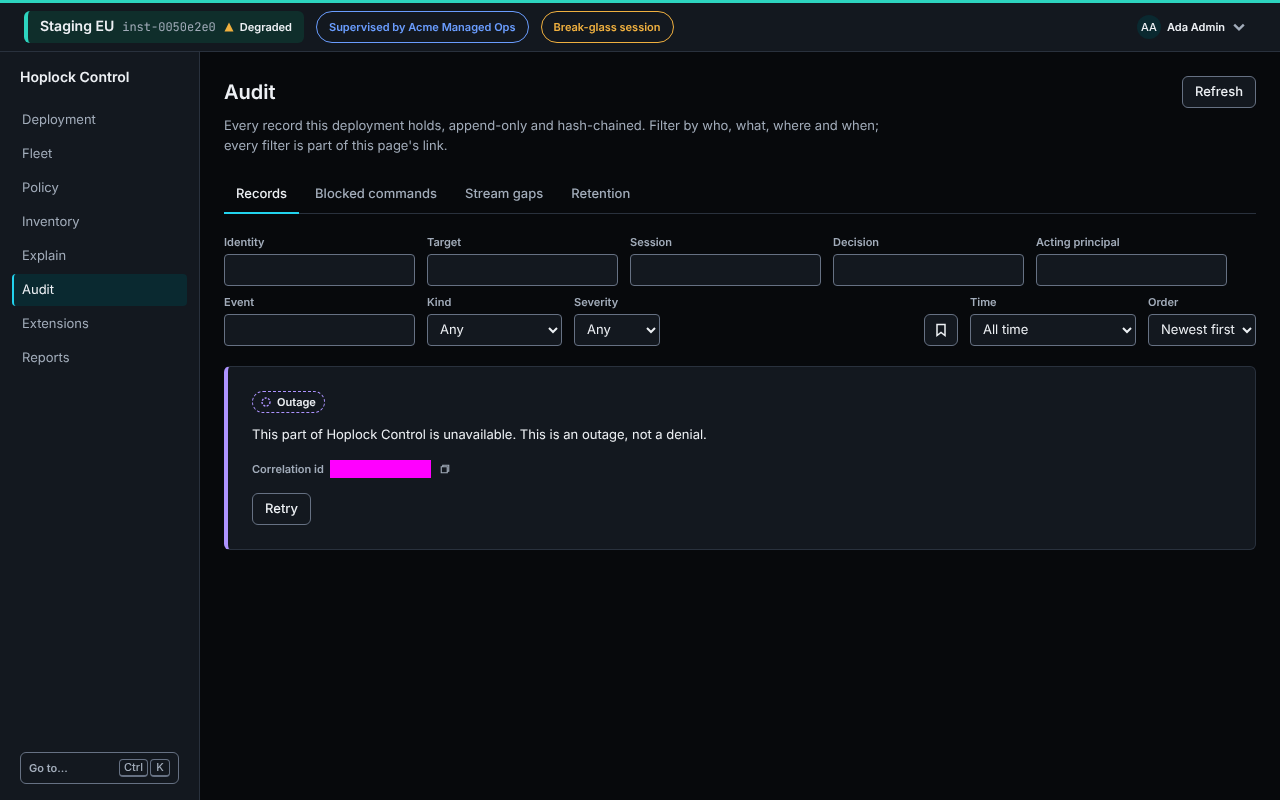 Staging EU inst-0050e2e0 Degraded
Supervised by Acme Managed Ops
Break-glass session
AA Ada Admin
Hoplock Control
Deployment
Fleet
Policy
Inventory
Explain
Audit
Extensions
Reports
Go to... Ctrl K
Audit
Refresh
Every record this deployment holds, append-only and hash-chained. Filter by who, what, where and when;
every filter is part of this page's link.
Records Blocked commands Stream gaps Retention
Identity Target Session Decision Acting principal
Event Kind Severity Time Order
Any Any All time Newest first
Outage
This part of Hoplock Control is unavailable. This is an outage, not a denial.
Correlation id
Retry